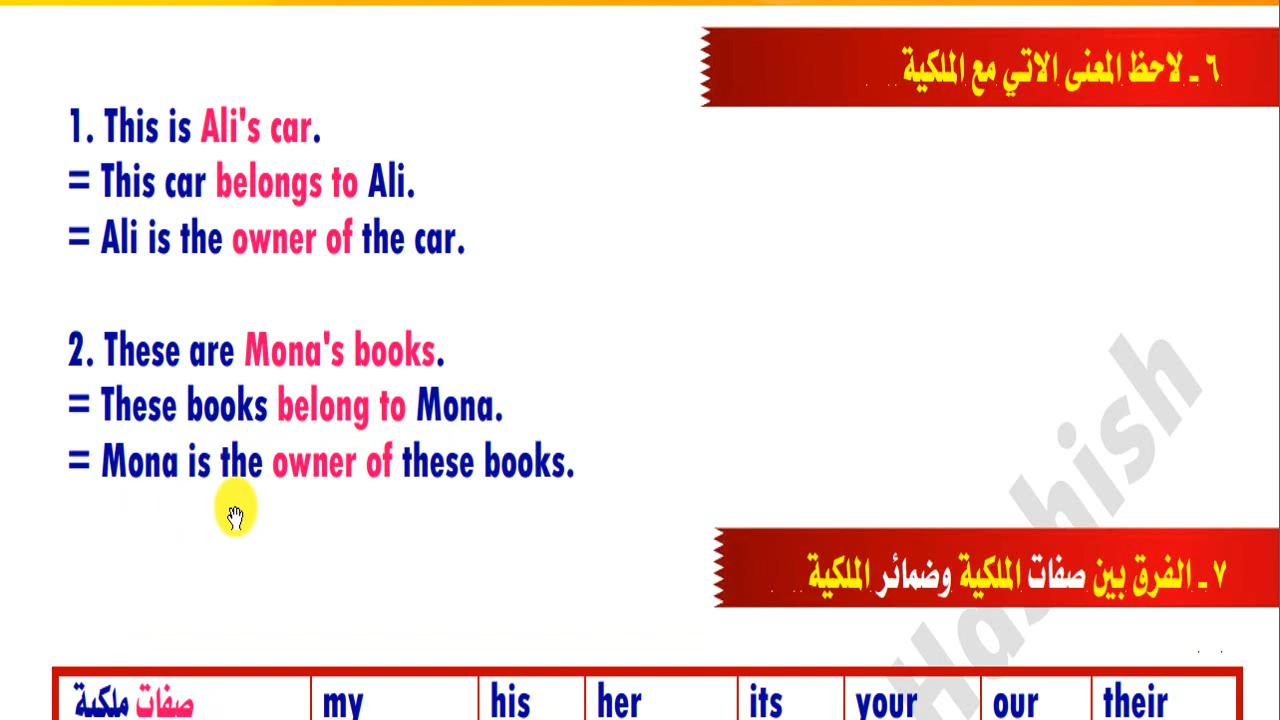 ٦ ـ لاحظ المعنى الاتي مع الملكية
1. This is Ali's car.
= This car belongs to Ali.
= Ali is the owner of the car.
2. These are Mona's books.
= These books belong to Mona.
= Mona is the owner of these books.
٧ ـ الفرق بين صفات الملكية وضمائر الملكية
صفات ملكية my his her its your our their
Hashish